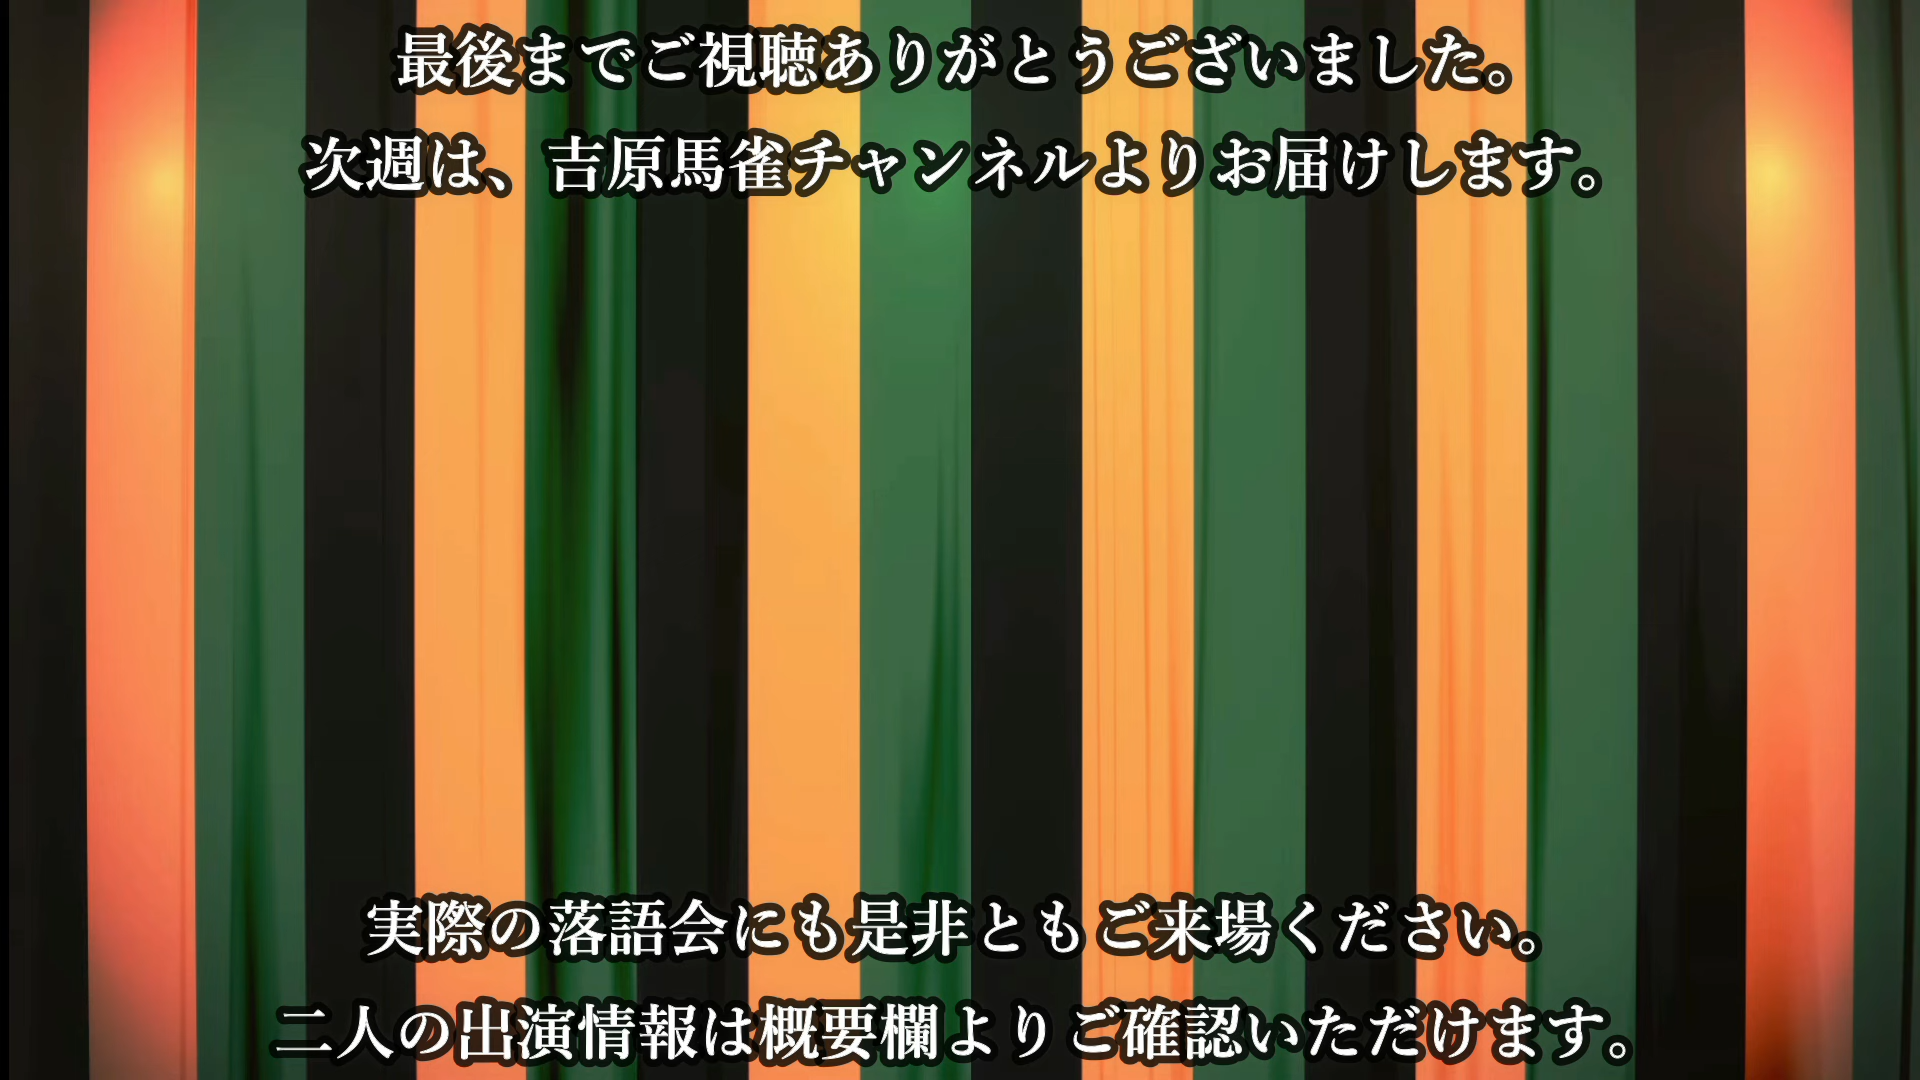 最後までご視聴ありがとうございました。
次週は、吉原馬雀チャンネルよりお届けします。
実際の落語会にも是非ともご来場ください。
二人の出演情報は概要欄よりご確認いただけます。